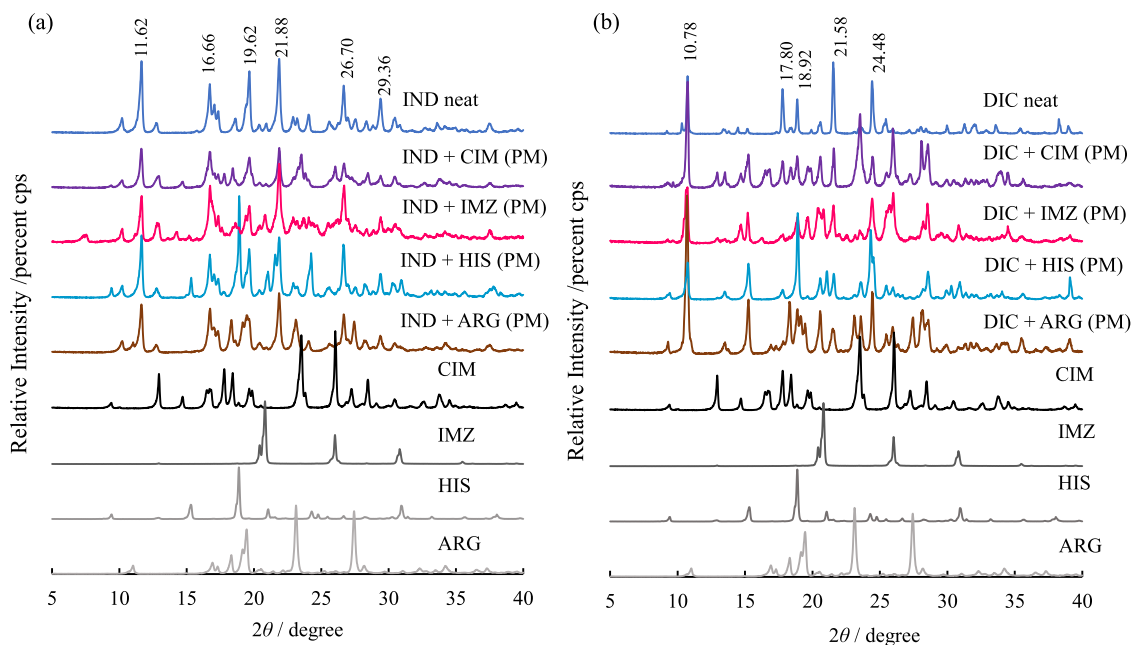 (a)
11.62
16.66
19.62
21.88
26.70
29.36
IND neat
IND + CIM (PM)
IND + IMZ (PM)
IND + HIS (PM)
IND + ARG (PM)
CIM
IMZ
HIS
ARG
Relative Intensity /percent cps
5 10 15 20 25 30 35 40
2θ / degree
(b)
10.78
17.80
18.92
21.58
24.48
DIC neat
DIC + CIM (PM)
DIC + IMZ (PM)
DIC + HIS (PM)
DIC + ARG (PM)
CIM
IMZ
HIS
ARG
Relative Intensity /percent cps
5 10 15 20 25 30 35 40
2θ / degree